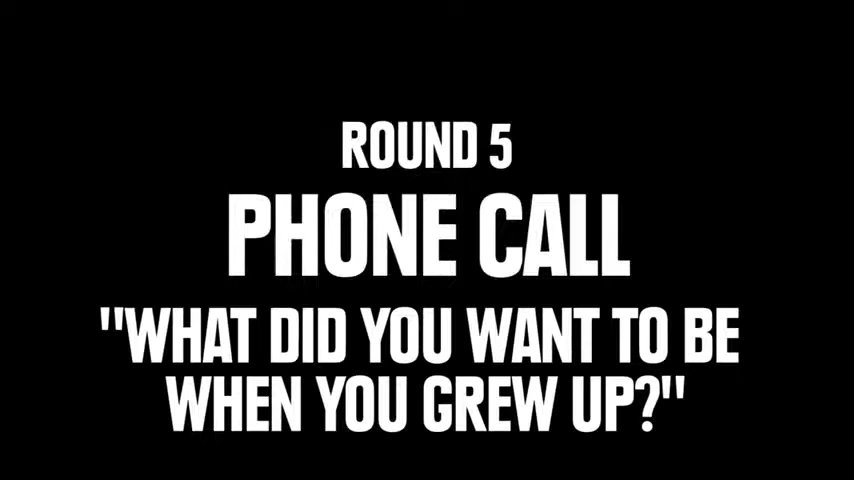 ROUND 5
PHONE CALL
"WHAT DID YOU WANT TO BE
WHEN YOU GREW UP?"